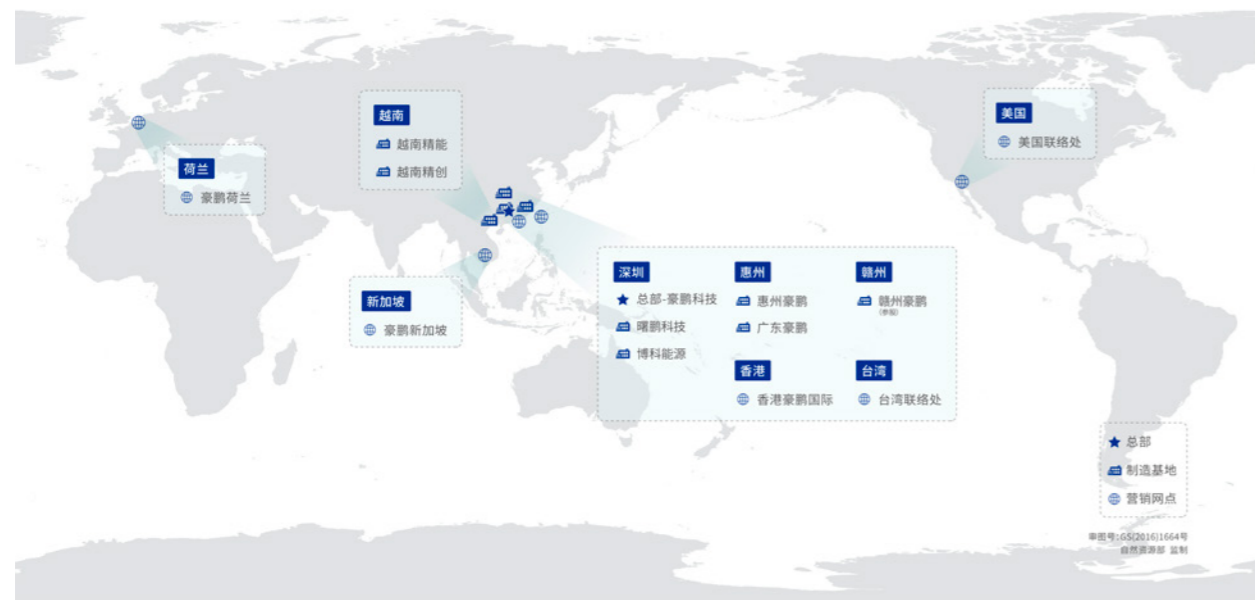 越南
越南精能
越南精创
荷兰
豪鹏荷兰
美国
美国联络处
新加坡
豪鹏新加坡
深圳
总部-豪鹏科技
曙鹏科技
博科能源
惠州
惠州豪鹏
广东豪鹏
赣州
赣州豪鹏
(参股)
香港
香港豪鹏国际
台湾
台湾联络处
总部
制造基地
营销网点
审图号:GS(2016)1664号
自然资源部 监制